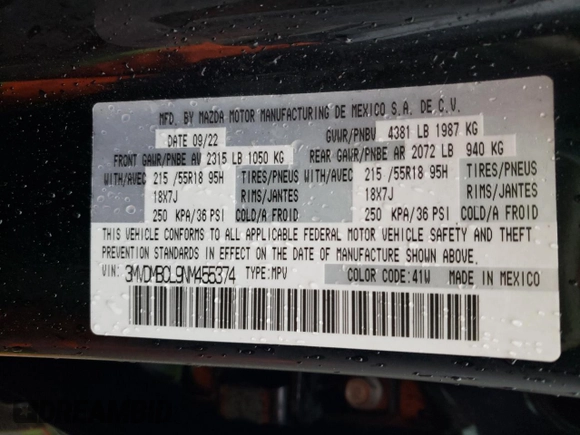 MFD. BY MAZDA MOTOR MANUFACTURING DE MEXICO S.A. DE C.V.
DATE 09/22 GVWR/PNBV 4381 LB 1987 KG
FRONT GAWR/PNBE AV 2315 LB 1050 KG REAR GAWR/PNBE AR 2072 LB 940 KG
WITH/AVEC 215 /55R18 95H TIRES/PNEUS WITH/AVEC 215 /55R18 95H TIRES/PNEUS
18X7J RIMS/JANTES 18X7J RIMS/JANTES
250 KPA/36 PSI COLD/A FROID 250 KPA/36 PSI COLD/A FROID
THIS VEHICLE CONFORMS TO ALL APPLICABLE FEDERAL MOTOR VEHICLE SAFETY AND THEFT
PREVENTION STANDARDS IN EFFECT ON THE DATE OF MANUFACTURE SHOWN ABOVE.
VIN: 3MVDMBCL9NM455374 TYPE:MPV COLOR CODE:41W MADE IN MEXICO
DREAMBID